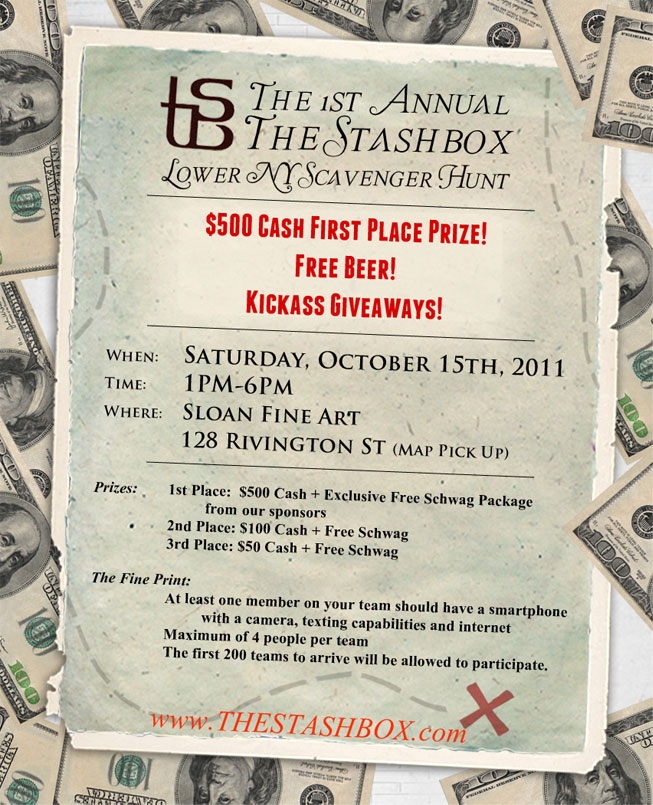 tsb
The 1st Annual
The Stashbox
Lower NY Scavenger Hunt
$500 Cash First Place Prize!
Free Beer!
Kickass Giveaways!
When: Saturday, October 15th, 2011
Time: 1PM-6PM
Where: Sloan Fine Art
128 Rivington St (Map Pick Up)
Prizes: 1st Place: $500 Cash + Exclusive Free Schwag Package
from our sponsors
2nd Place: $100 Cash + Free Schwag
3rd Place: $50 Cash + Free Schwag
The Fine Print:
At least one member on your team should have a smartphone
with a camera, texting capabilities and internet
Maximum of 4 people per team
The first 200 teams to arrive will be allowed to participate.
www.THESTASHBOX.com